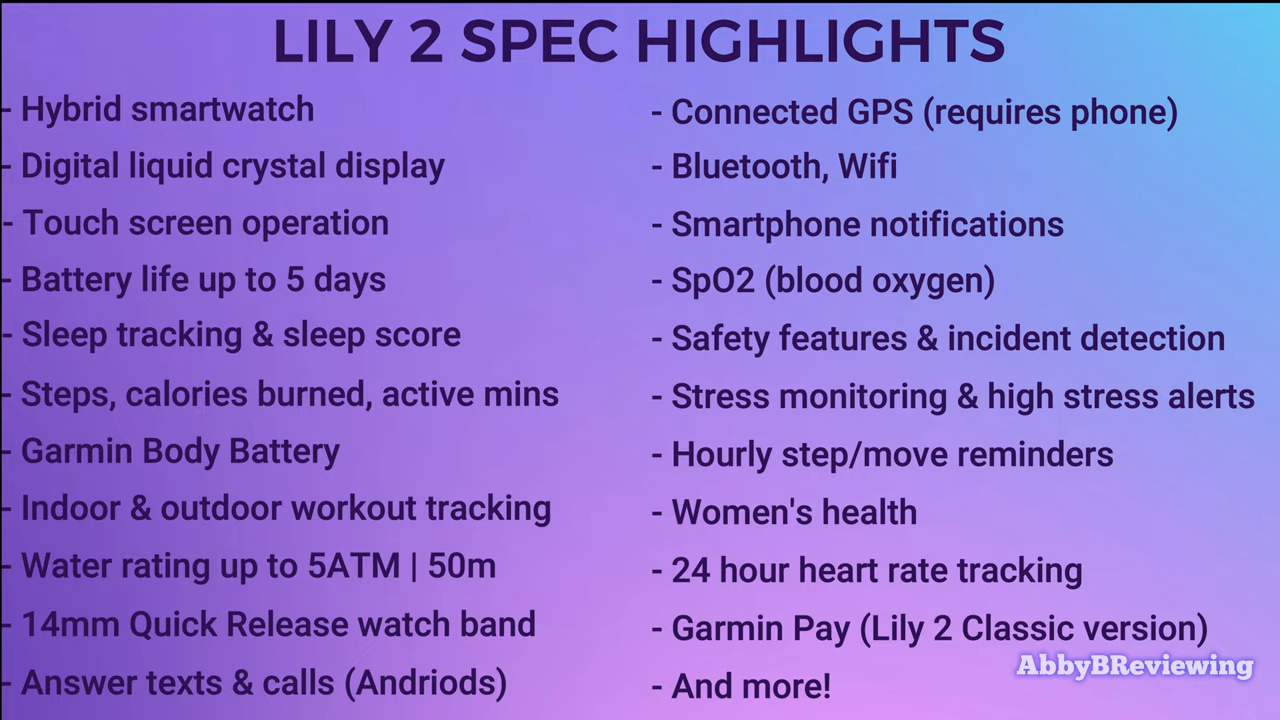 LILY 2 SPEC HIGHLIGHTS
- Hybrid smartwatch
- Digital liquid crystal display
- Touch screen operation
- Battery life up to 5 days
- Sleep tracking & sleep score
- Steps, calories burned, active mins
- Garmin Body Battery
- Indoor & outdoor workout tracking
- Water rating up to 5ATM | 50m
- 14mm Quick Release watch band
- Answer texts & calls (Andriods)
- Connected GPS (requires phone)
- Bluetooth, Wifi
- Smartphone notifications
- SpO2 (blood oxygen)
- Safety features & incident detection
- Stress monitoring & high stress alerts
- Hourly step/move reminders
- Women's health
- 24 hour heart rate tracking
- Garmin Pay (Lily 2 Classic version)
- And more!
AbbyBReviewing